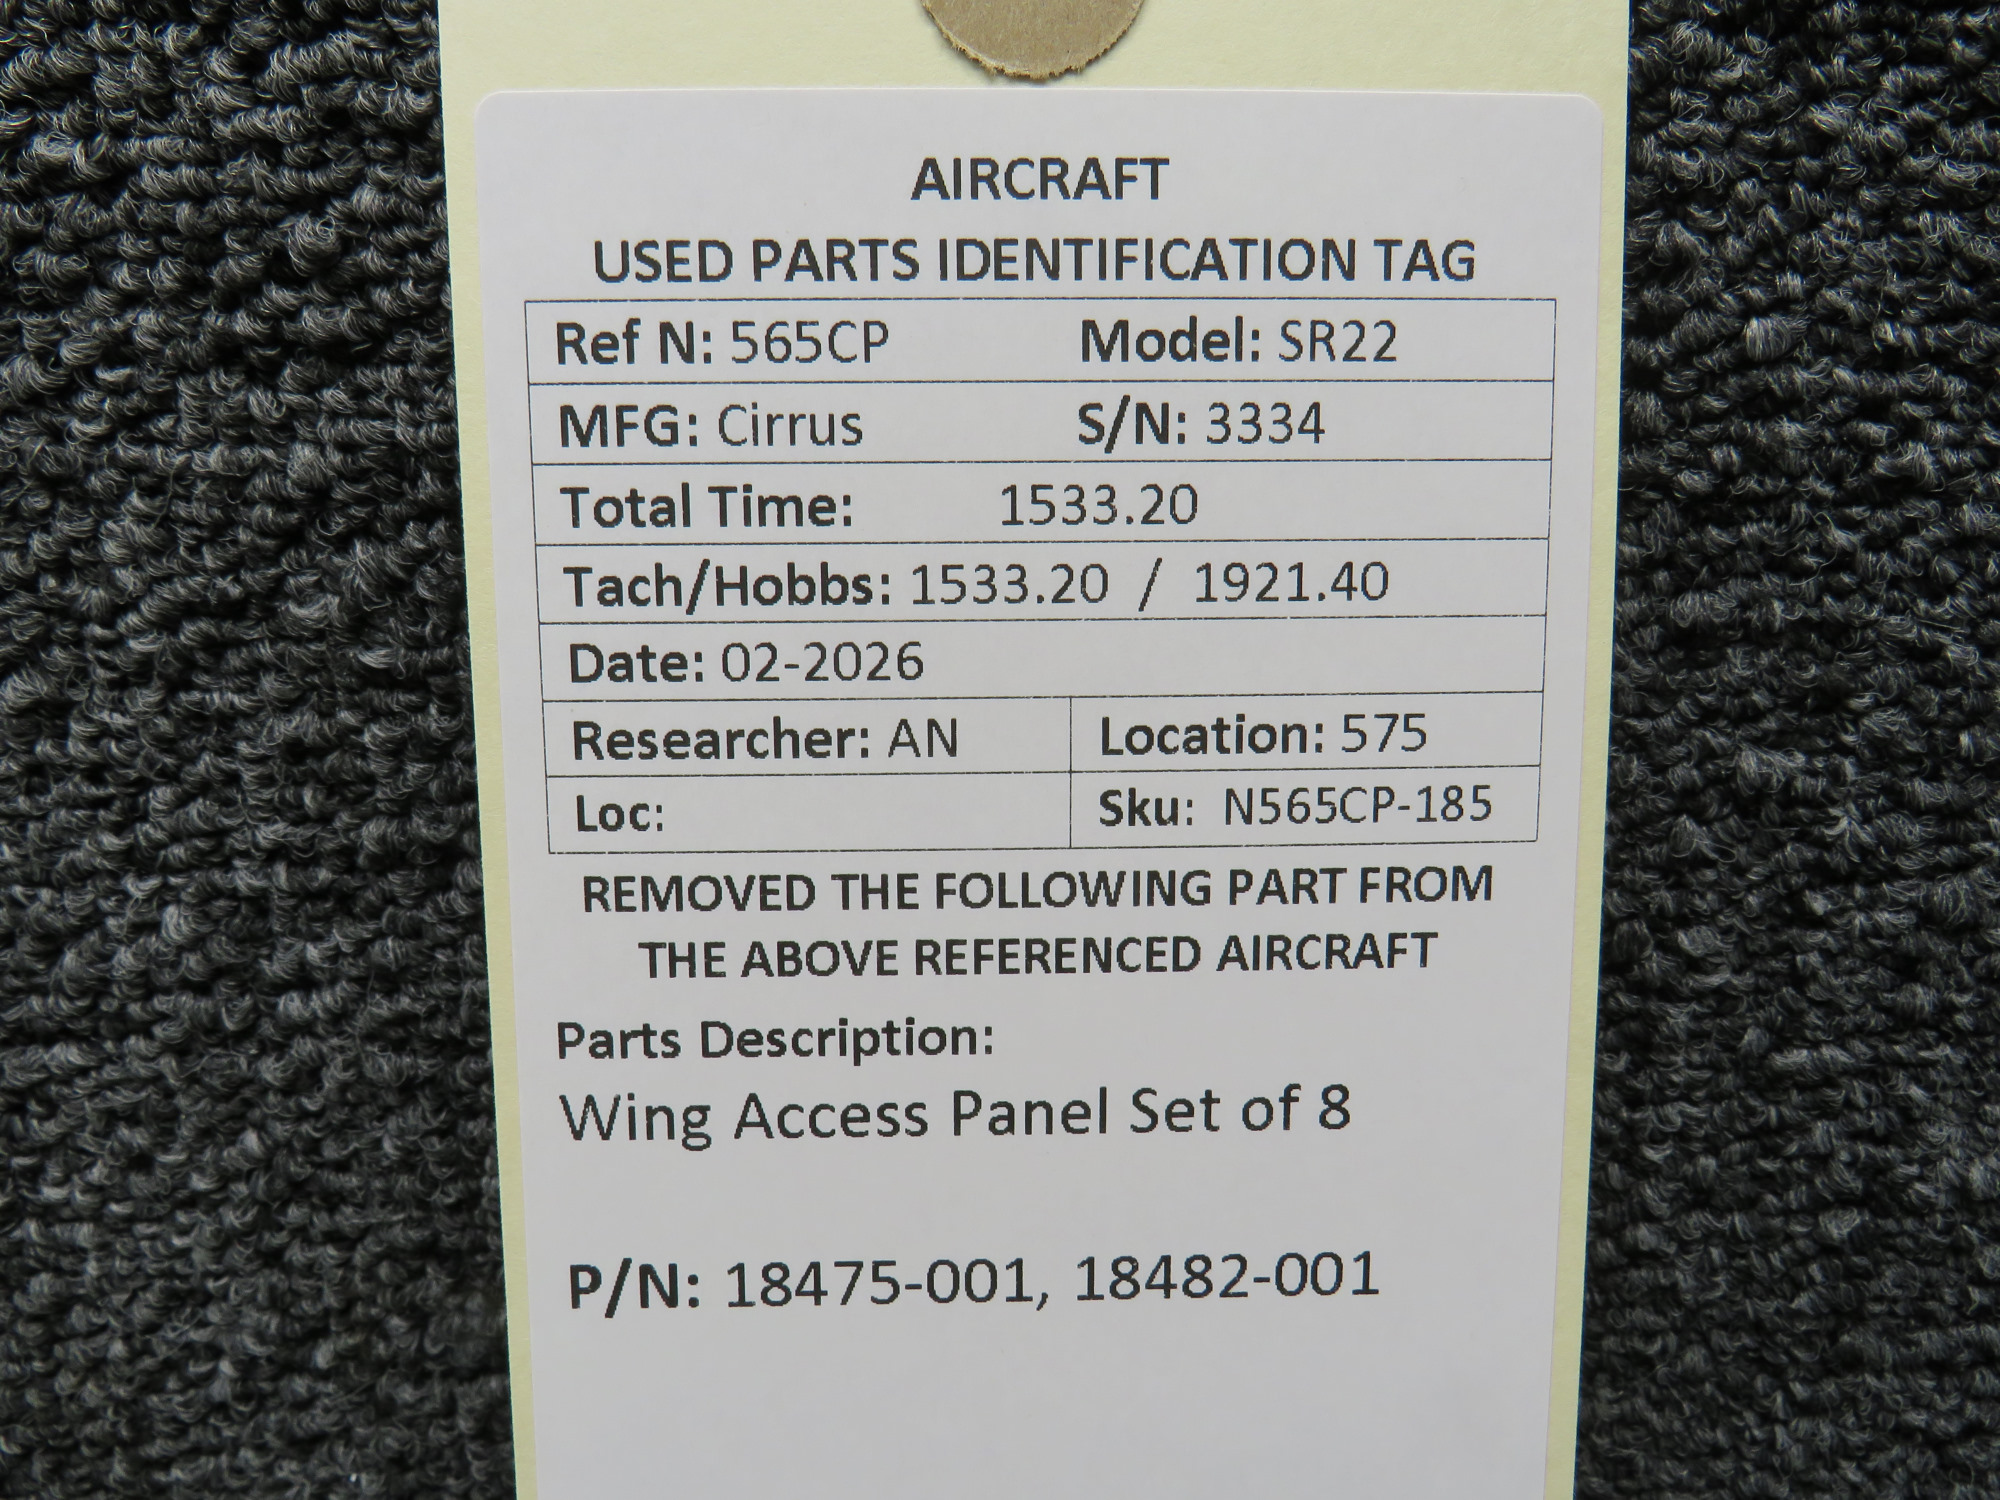 AIRCRAFT
USED PARTS IDENTIFICATION TAG
Ref N: 565CP Model: SR22
MFG: Cirrus S/N: 3334
Total Time: 1533.20
Tach/Hobbs: 1533.20 / 1921.40
Date: 02-2026
Researcher: AN Location: 575
Loc: Sku: N565CP-185
REMOVED THE FOLLOWING PART FROM
THE ABOVE REFERENCED AIRCRAFT
Parts Description:
Wing Access Panel Set of 8
P/N: 18475-001, 18482-001